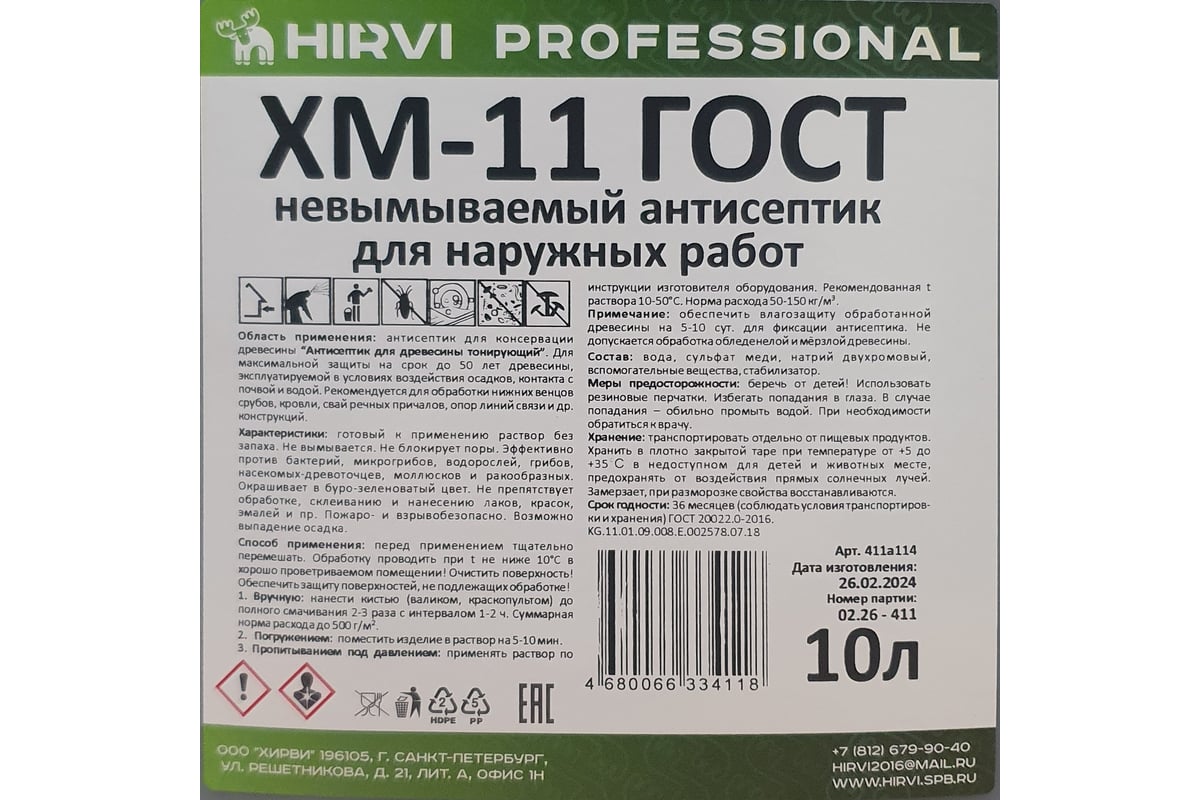 HIRVI PROFESSIONAL
ХМ-11 ГОСТ
невымываемый антисептик
для наружных работ
Область применения: антисептик для консервации
древесины "Антисептик для древесины тонирующий". Для
максимальной защиты на срок до 50 лет древесины,
эксплуатируемой в условиях воздействия осадков, контакта с
почвой и водой. Рекомендуется для обработки нижних венцов
срубов, кровли, свай речных причалов, опор линий связи и др.
конструкций.
Характеристики: готовый к применению раствор без
запаха. Не вымывается. Не блокирует поры. Эффективно
против бактерий, микрогрибов, водорослей, грибов,
насекомых-древоточцев, моллюсков и ракообразных.
Окрашивает в буро-зеленоватый цвет. Не препятствует
обработке, склеиванию и нанесению лаков, красок,
эмалей и пр. Пожаро- и взрывобезопасно. Возможно
выпадение осадка.
Способ применения: перед применением тщательно
перемешать. Обработку проводить при t не ниже 10°С в
хорошо проветриваемом помещении! Очистить поверхность!
Обеспечить защиту поверхностей, не подлежащих обработке!
1. Вручную: нанести кистью (валиком, краскопультом) до
полного смачивания 2-3 раза с интервалом 1-2 ч. Суммарная
норма расхода до 500 г/м².
2. Погружением: поместить изделие в раствор на 5-10 мин.
3. Пропитыванием под давлением: применять раствор по
инструкции изготовителя оборудования. Рекомендованная t
раствора 10-50°С. Норма расхода 50-150 кг/м³.
Примечание: обеспечить влагозащиту обработанной
древесины на 5-10 сут. для фиксации антисептика. Не
допускается обработка обледенелой и мёрзлой древесины.
Состав: вода, сульфат меди, натрий двухромовый,
вспомогательные вещества, стабилизатор.
Меры предосторожности: беречь от детей! Использовать
резиновые перчатки. Избегать попадания в глаза. В случае
попадания – обильно промыть водой. При необходимости
обратиться к врачу.
Хранение: транспортировать отдельно от пищевых продуктов.
Хранить в плотно закрытой таре при температуре от +5 до
+35°С в недоступном для детей и животных месте,
предохранять от воздействия прямых солнечных лучей.
Замерзает, при разморозке свойства восстанавливаются.
Срок годности: 36 месяцев (соблюдать условия транспортиров-
ки и хранения) ГОСТ 20022.0-2016.
KG.11.01.09.008.E.002578.07.18
Арт. 411а114
Дата изготовления:
26.02.2024
Номер партии:
02.26 - 411
10л
4 680066 334118
2 HDPE 5 PP EAC
ООО "ХИРВИ" 196105, Г. САНКТ-ПЕТЕРБУРГ,
УЛ. РЕШЕТНИКОВА, Д. 21, ЛИТ. А, ОФИС 1Н
+7 (812) 679-90-40
HIRVI2016@MAIL.RU
WWW.HIRVI.SPB.RU